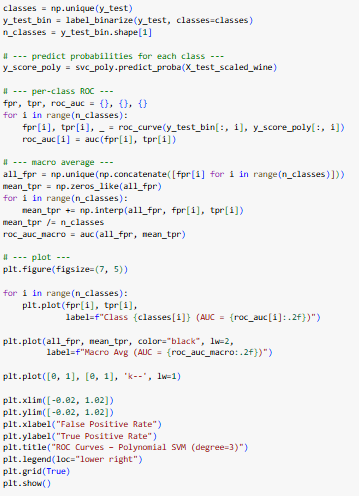 classes = np.unique(y_test)
y_test_bin = label_binarize(y_test, classes=classes)
n_classes = y_test_bin.shape[1]
# --- predict probabilities for each class ---
y_score_poly = svc_poly.predict_proba(X_test_scaled_wine)
# --- per-class ROC ---
fpr, tpr, roc_auc = {}, {}, {}
for i in range(n_classes):
    fpr[i], tpr[i], _ = roc_curve(y_test_bin[:, i], y_score_poly[:, i])
    roc_auc[i] = auc(fpr[i], tpr[i])
# --- macro average ---
all_fpr = np.unique(np.concatenate([fpr[i] for i in range(n_classes)]))
mean_tpr = np.zeros_like(all_fpr)
for i in range(n_classes):
    mean_tpr += np.interp(all_fpr, fpr[i], tpr[i])
mean_tpr /= n_classes
roc_auc_macro = auc(all_fpr, mean_tpr)
# --- plot ---
plt.figure(figsize=(7, 5))
for i in range(n_classes):
    plt.plot(fpr[i], tpr[i],
             label=f"Class {classes[i]} (AUC = {roc_auc[i]:.2f})")
plt.plot(all_fpr, mean_tpr, color="black", lw=2,
         label=f"Macro Avg (AUC = {roc_auc_macro:.2f})")
plt.plot([0, 1], [0, 1], 'k--', lw=1)
plt.xlim([-0.02, 1.02])
plt.ylim([-0.02, 1.02])
plt.xlabel("False Positive Rate")
plt.ylabel("True Positive Rate")
plt.title("ROC Curves – Polynomial SVM (degree=3)")
plt.legend(loc="lower right")
plt.grid(True)
plt.show()